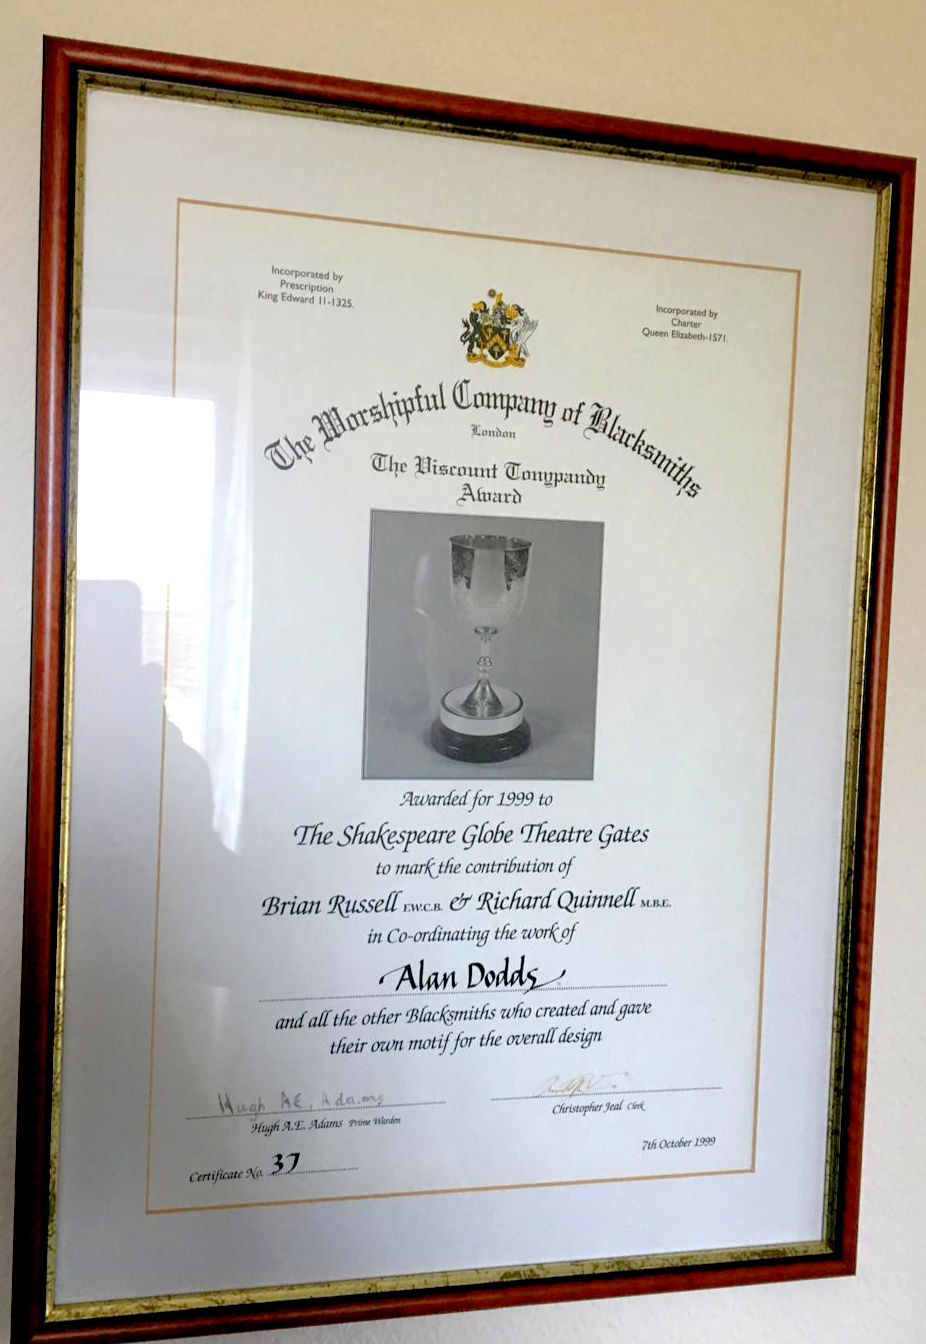 Incorporated by
Prescription
King Edward 11-1325.
Incorporated by
Charter
Queen Elizabeth-1571.
The Worshipful Company of Blacksmiths
London
The Viscount Tonypandy
Award
Awarded for 1999 to
The Shakespeare Globe Theatre Gates
to mark the contribution of
Brian Russell F.W.C.B. & Richard Quinnell M.B.E.
in Co-ordinating the work of
Alan Dodds
and all the other Blacksmiths who created and gave
their own motif for the overall design
Hugh A.E. Adams
Hugh A.E. Adams Prime Warden
Christopher Jeal Clerk
7th October 1999
Certificate No. 37